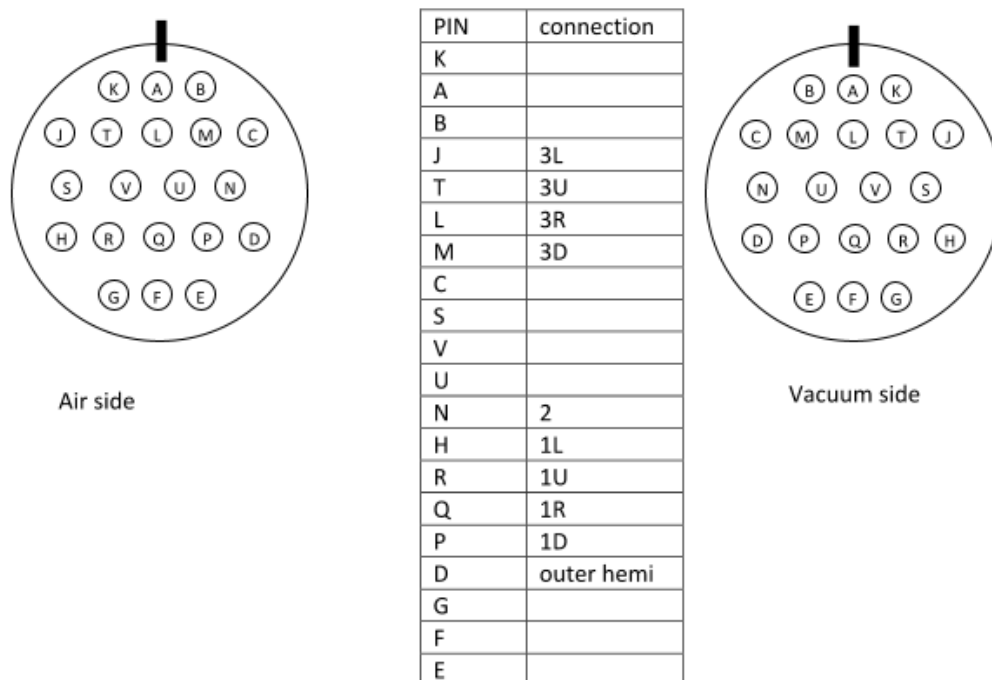 K A B
J T L M C
S V U N
H R Q P D
G F E
Air side
PIN connection
K
A
B
J 3L
T 3U
L 3R
M 3D
C
S
V
U
N 2
H 1L
R 1U
Q 1R
P 1D
D outer hemi
G
F
E
B A K
C M L T J
N U V S
D P Q R H
E F G
Vacuum side